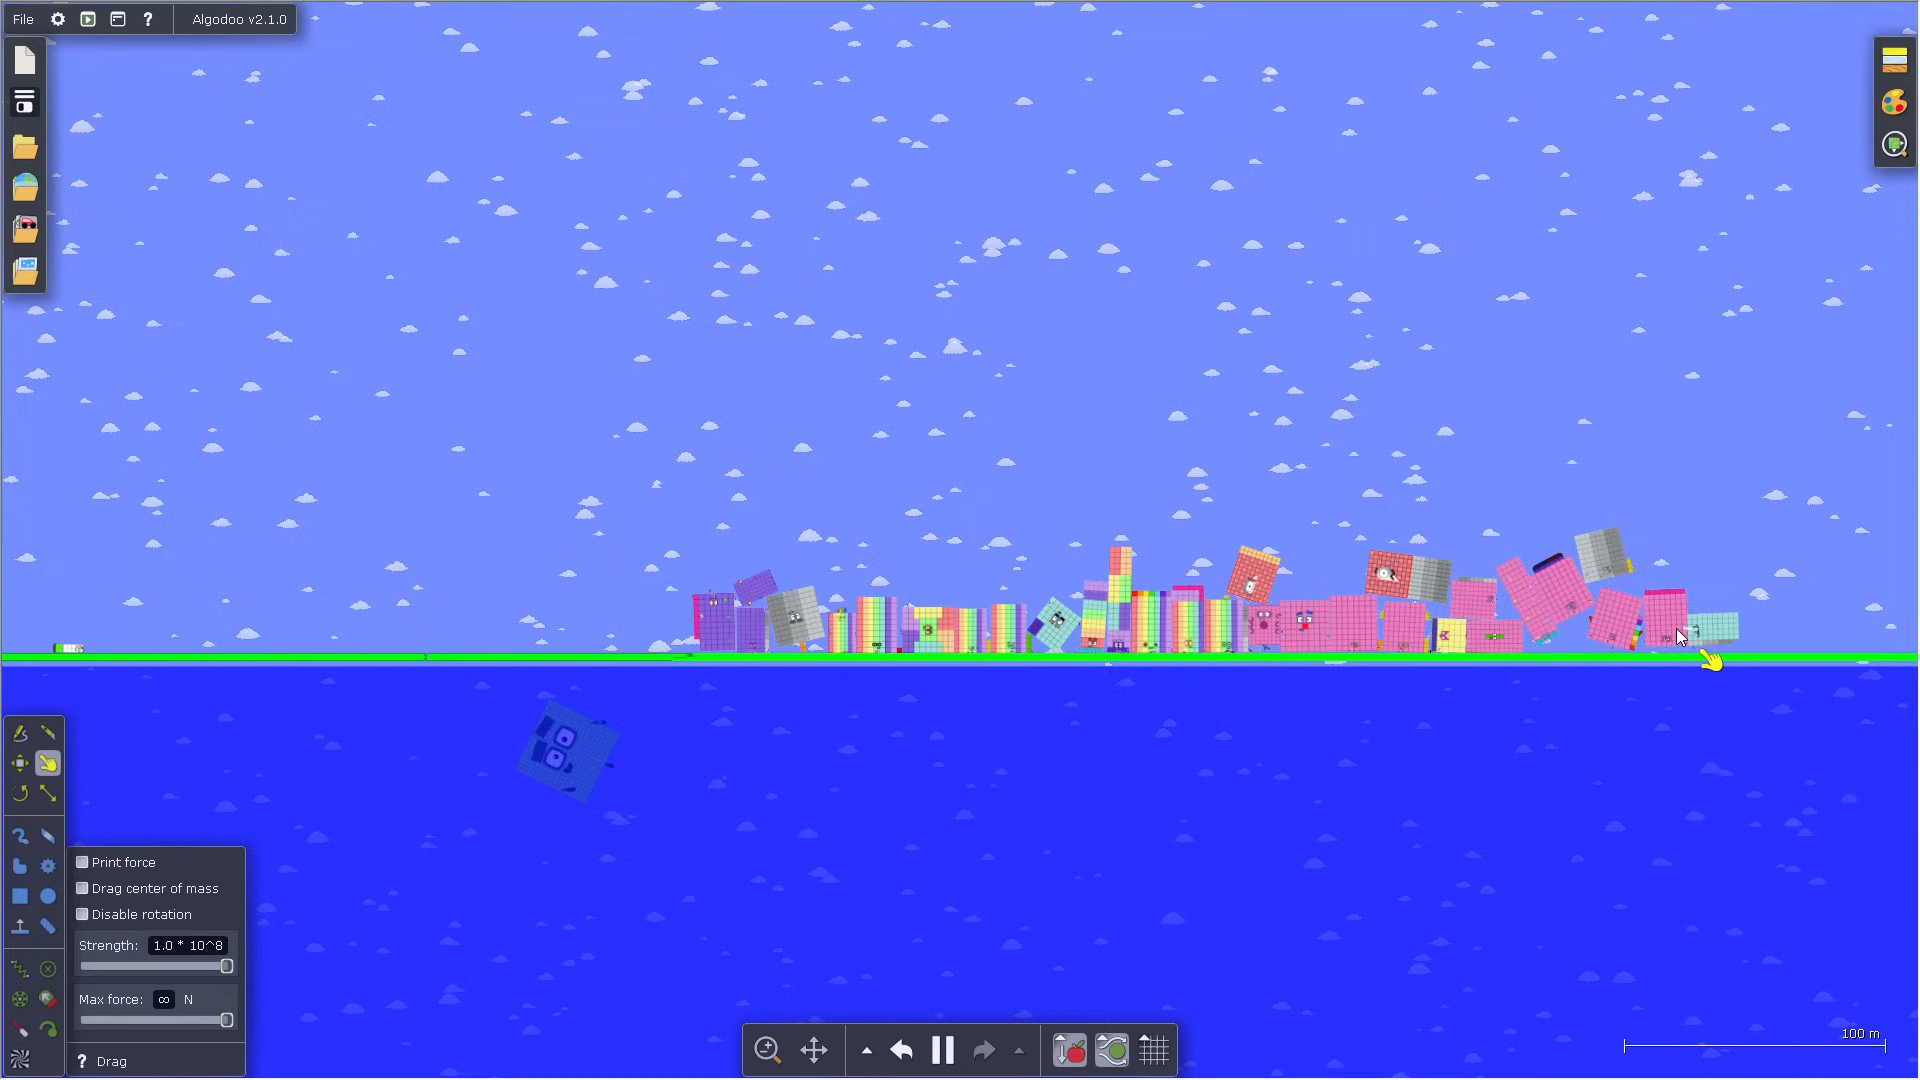 File ? Algodoo v2.1.0
Print force
Drag center of mass
Disable rotation
Strength: 1.0 * 10^8
Max force: ∞ N
? Drag
100 m